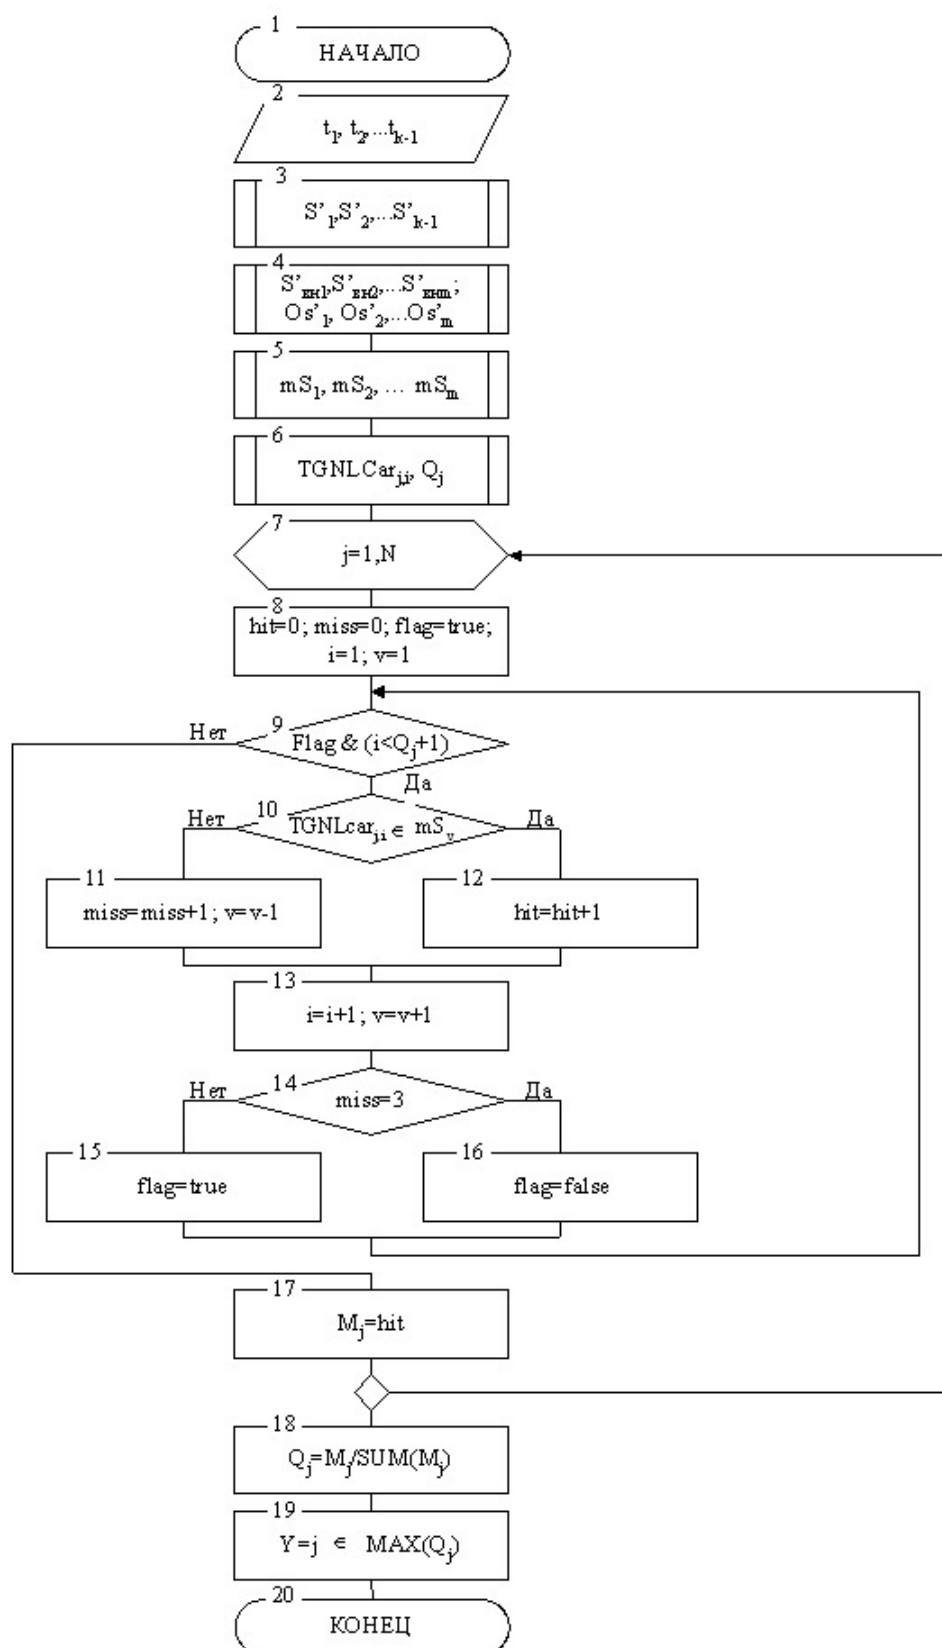 1
НАЧАЛО
2
t1, t2, ...tk-1
3
S'1,S'2,...S'k-1
4
S'вн1,S'вн2,...S'внm;
Os'1, Os'2,...Os'm
5
mS1, mS2, ... mSm
6
TGNLCarj,i, Qj
7
j=1,N
8
hit=0; miss=0; flag=true;
i=1; v=1
9
Нет
Flag & (i<Qj+1)
Да
10
Нет
TGNLcarj,i ∈ mSv
Да
11
miss=miss+1; v=v-1
12
hit=hit+1
13
i=i+1; v=v+1
14
Нет
miss=3
Да
15
flag=true
16
flag=false
17
Mj=hit
18
Qj=Mj/SUM(Mj)
19
Y=j ∈ MAX(Qj)
20
КОНЕЦ